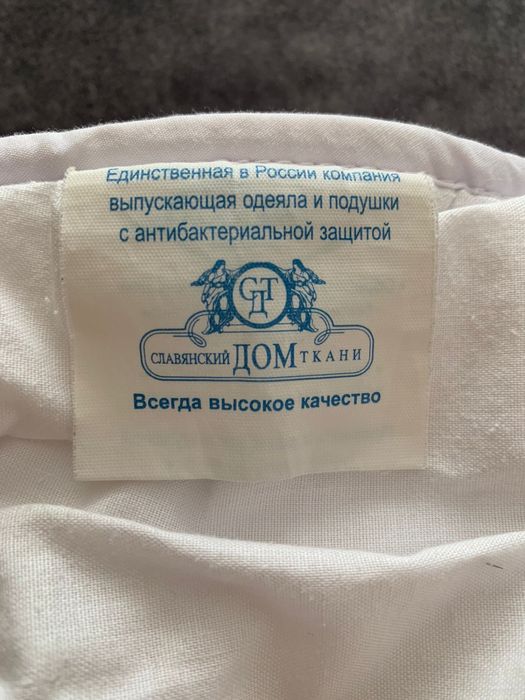 Единственная в России компания
выпускающая одеяла и подушки
с антибактериальной защитой
СДТ
СЛАВЯНСКИЙ ДОМ ТКАНИ
Всегда высокое качество